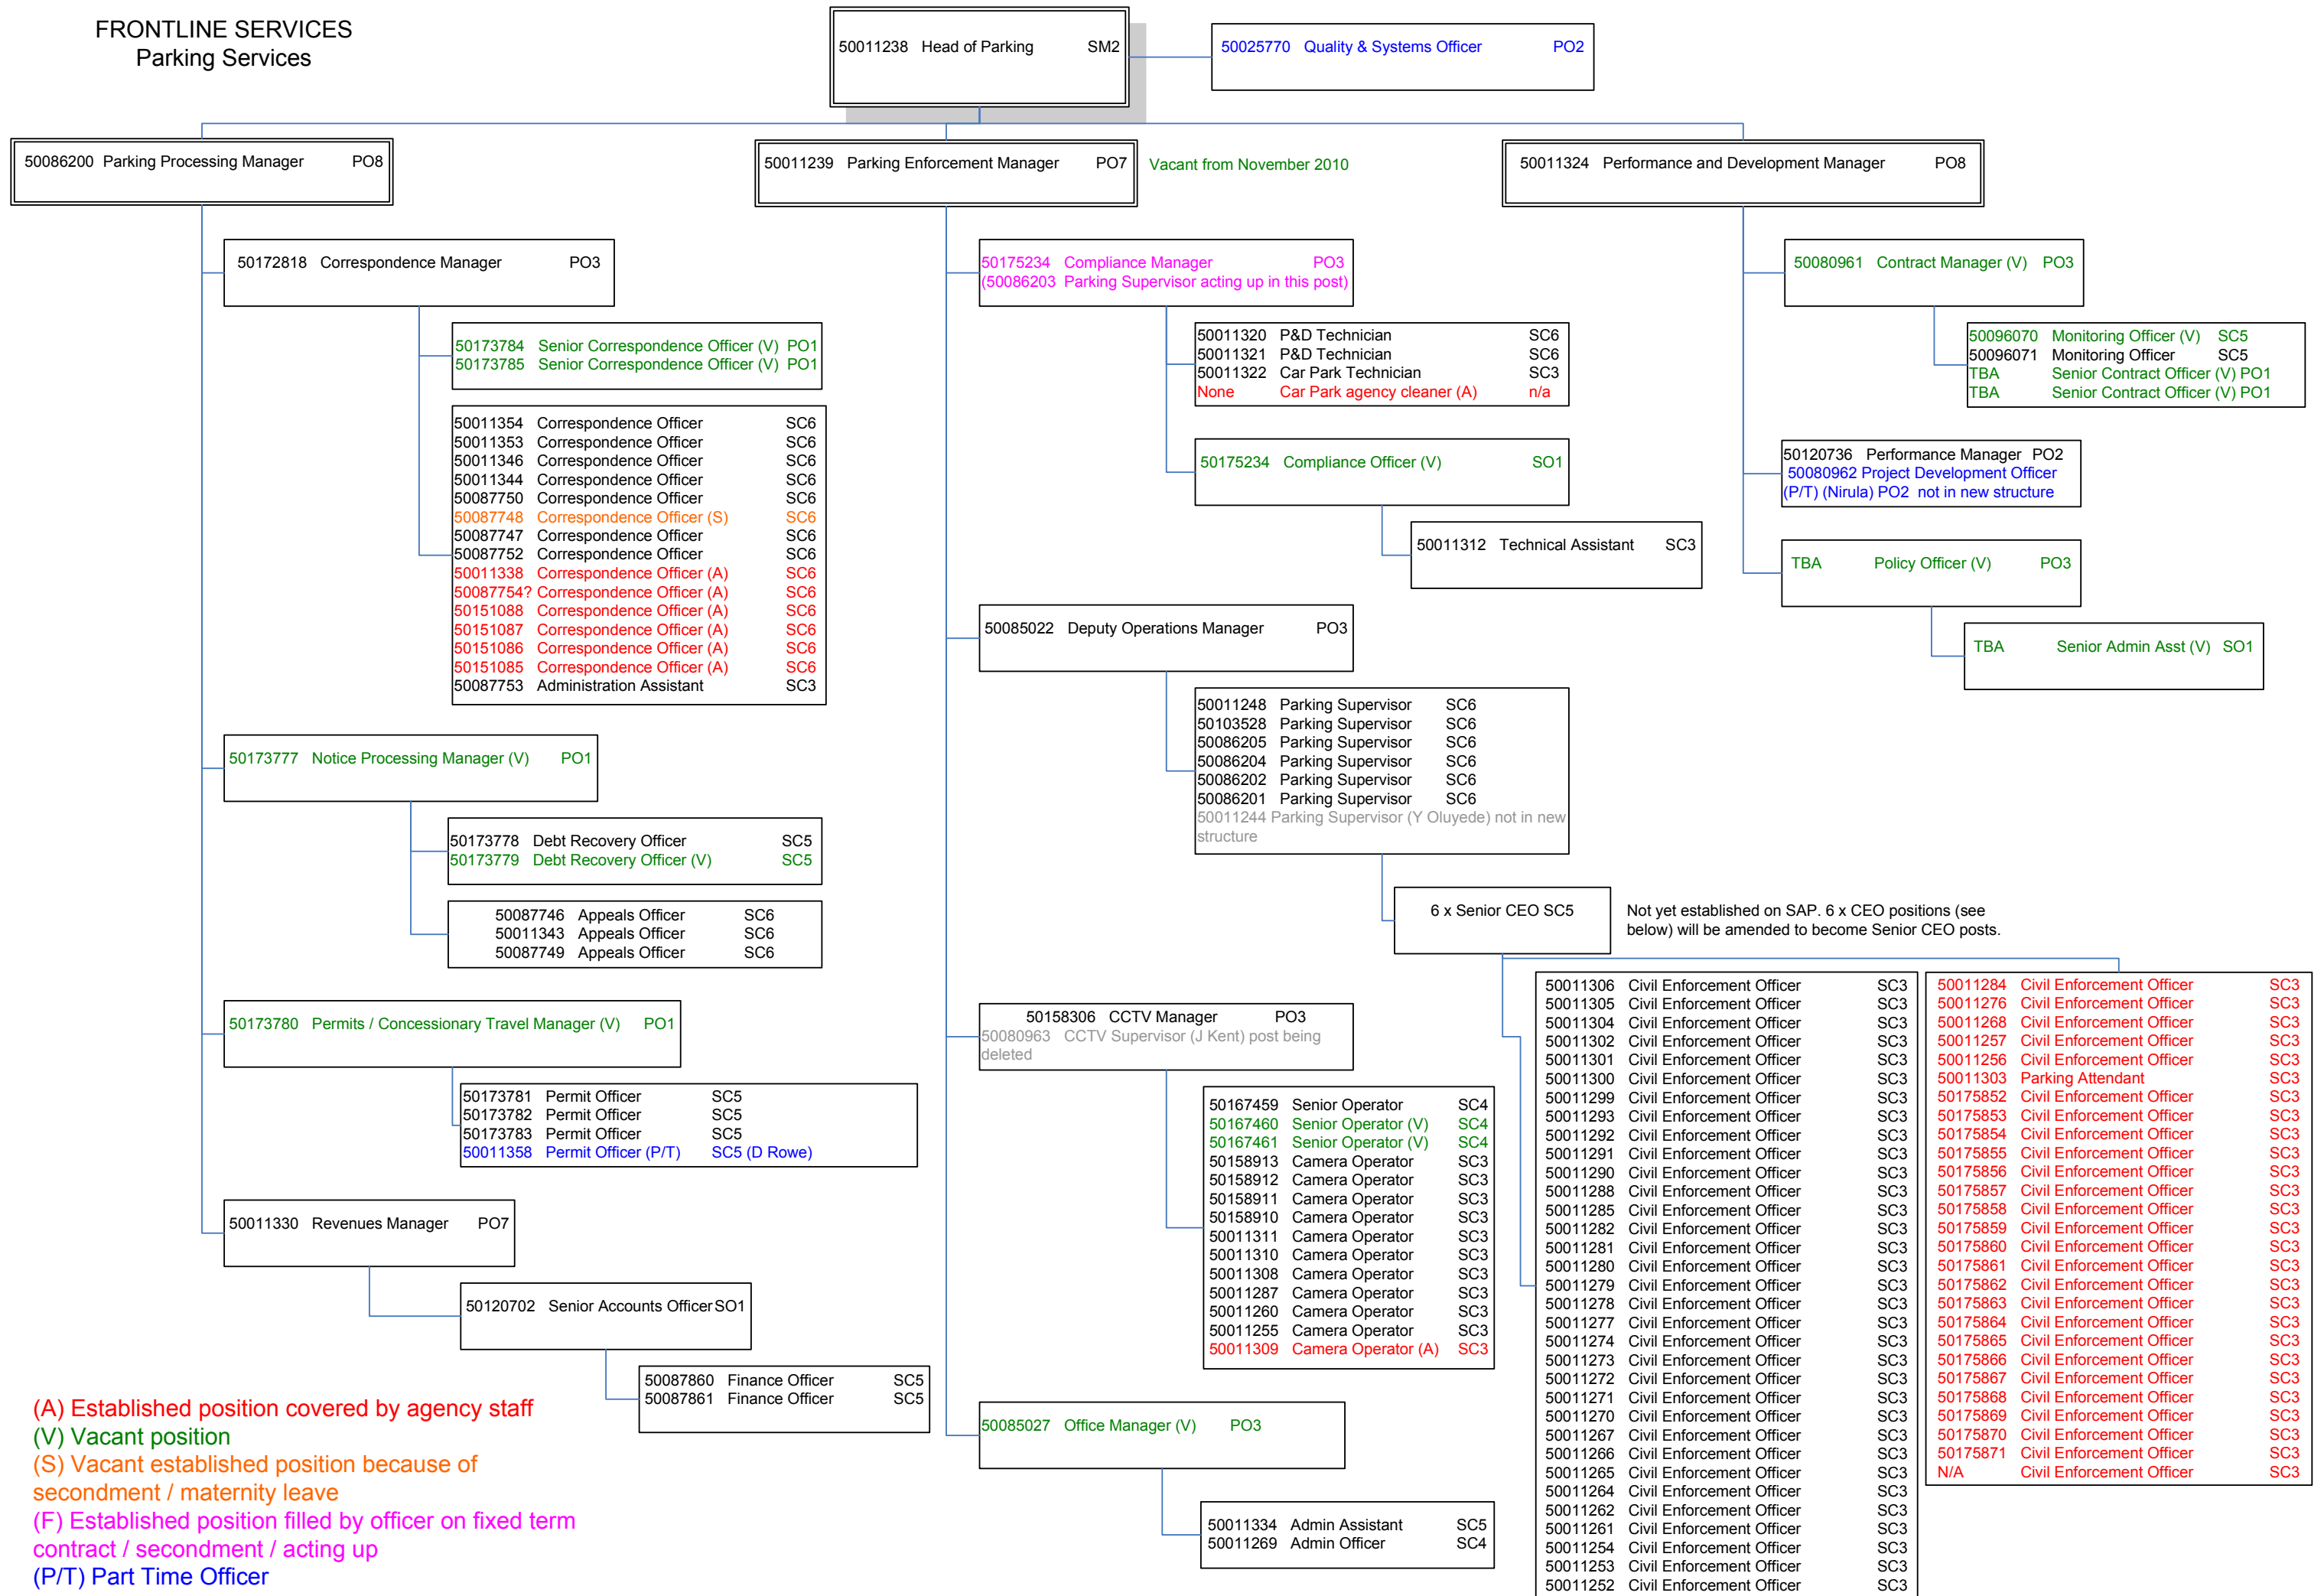 FRONTLINE SERVICES
Parking Services
50011238 Head of Parking SM2
50025770 Quality & Systems Officer PO2
50086200 Parking Processing Manager PO8
50011239 Parking Enforcement Manager PO7
Vacant from November 2010
50011324 Performance and Development Manager PO8
50172818 Correspondence Manager PO3
50173784 Senior Correspondence Officer (V) PO1
50173785 Senior Correspondence Officer (V) PO1
50011354 Correspondence Officer SC6
50011353 Correspondence Officer SC6
50011346 Correspondence Officer SC6
50011344 Correspondence Officer SC6
50087750 Correspondence Officer SC6
50087748 Correspondence Officer (S) SC6
50087747 Correspondence Officer SC6
50087752 Correspondence Officer SC6
50011338 Correspondence Officer (A) SC6
50087754? Correspondence Officer (A) SC6
50151088 Correspondence Officer (A) SC6
50151087 Correspondence Officer (A) SC6
50151086 Correspondence Officer (A) SC6
50151085 Correspondence Officer (A) SC6
50087753 Administration Assistant SC3
50173777 Notice Processing Manager (V) PO1
50173778 Debt Recovery Officer SC5
50173779 Debt Recovery Officer (V) SC5
50087746 Appeals Officer SC6
50011343 Appeals Officer SC6
50087749 Appeals Officer SC6
50173780 Permits / Concessionary Travel Manager (V) PO1
50173781 Permit Officer SC5
50173782 Permit Officer SC5
50173783 Permit Officer SC5
50011358 Permit Officer (P/T) SC5 (D Rowe)
50011330 Revenues Manager PO7
50120702 Senior Accounts Officer SO1
50087860 Finance Officer SC5
50087861 Finance Officer SC5
50175234 Compliance Manager PO3
(50086203 Parking Supervisor acting up in this post)
50011320 P&D Technician SC6
50011321 P&D Technician SC6
50011322 Car Park Technician SC3
None Car Park agency cleaner (A) n/a
50175234 Compliance Officer (V) SO1
50011312 Technical Assistant SC3
50085022 Deputy Operations Manager PO3
50011248 Parking Supervisor SC6
50103528 Parking Supervisor SC6
50086205 Parking Supervisor SC6
50086204 Parking Supervisor SC6
50086202 Parking Supervisor SC6
50086201 Parking Supervisor SC6
50011244 Parking Supervisor (Y Oluyede) not in new
structure
6 x Senior CEO SC5
Not yet established on SAP. 6 x CEO positions (see
below) will be amended to become Senior CEO posts.
50158306 CCTV Manager PO3
50080963 CCTV Supervisor (J Kent) post being
deleted
50167459 Senior Operator SC4
50167460 Senior Operator (V) SC4
50167461 Senior Operator (V) SC4
50158913 Camera Operator SC3
50158912 Camera Operator SC3
50158911 Camera Operator SC3
50158910 Camera Operator SC3
50011311 Camera Operator SC3
50011310 Camera Operator SC3
50011308 Camera Operator SC3
50011287 Camera Operator SC3
50011260 Camera Operator SC3
50011255 Camera Operator SC3
50011309 Camera Operator (A) SC3
50085027 Office Manager (V) PO3
50011334 Admin Assistant SC5
50011269 Admin Officer SC4
50011306 Civil Enforcement Officer SC3
50011305 Civil Enforcement Officer SC3
50011304 Civil Enforcement Officer SC3
50011302 Civil Enforcement Officer SC3
50011301 Civil Enforcement Officer SC3
50011300 Civil Enforcement Officer SC3
50011299 Civil Enforcement Officer SC3
50011293 Civil Enforcement Officer SC3
50011292 Civil Enforcement Officer SC3
50011291 Civil Enforcement Officer SC3
50011290 Civil Enforcement Officer SC3
50011288 Civil Enforcement Officer SC3
50011285 Civil Enforcement Officer SC3
50011282 Civil Enforcement Officer SC3
50011281 Civil Enforcement Officer SC3
50011280 Civil Enforcement Officer SC3
50011279 Civil Enforcement Officer SC3
50011278 Civil Enforcement Officer SC3
50011277 Civil Enforcement Officer SC3
50011274 Civil Enforcement Officer SC3
50011273 Civil Enforcement Officer SC3
50011272 Civil Enforcement Officer SC3
50011271 Civil Enforcement Officer SC3
50011270 Civil Enforcement Officer SC3
50011267 Civil Enforcement Officer SC3
50011266 Civil Enforcement Officer SC3
50011265 Civil Enforcement Officer SC3
50011264 Civil Enforcement Officer SC3
50011262 Civil Enforcement Officer SC3
50011261 Civil Enforcement Officer SC3
50011254 Civil Enforcement Officer SC3
50011253 Civil Enforcement Officer SC3
50011252 Civil Enforcement Officer SC3
50011284 Civil Enforcement Officer SC3
50011276 Civil Enforcement Officer SC3
50011268 Civil Enforcement Officer SC3
50011257 Civil Enforcement Officer SC3
50011256 Civil Enforcement Officer SC3
50011303 Parking Attendant SC3
50175852 Civil Enforcement Officer SC3
50175853 Civil Enforcement Officer SC3
50175854 Civil Enforcement Officer SC3
50175855 Civil Enforcement Officer SC3
50175856 Civil Enforcement Officer SC3
50175857 Civil Enforcement Officer SC3
50175858 Civil Enforcement Officer SC3
50175859 Civil Enforcement Officer SC3
50175860 Civil Enforcement Officer SC3
50175861 Civil Enforcement Officer SC3
50175862 Civil Enforcement Officer SC3
50175863 Civil Enforcement Officer SC3
50175864 Civil Enforcement Officer SC3
50175865 Civil Enforcement Officer SC3
50175866 Civil Enforcement Officer SC3
50175867 Civil Enforcement Officer SC3
50175868 Civil Enforcement Officer SC3
50175869 Civil Enforcement Officer SC3
50175870 Civil Enforcement Officer SC3
50175871 Civil Enforcement Officer SC3
N/A Civil Enforcement Officer SC3
50080961 Contract Manager (V) PO3
50096070 Monitoring Officer (V) SC5
50096071 Monitoring Officer SC5
TBA Senior Contract Officer (V) PO1
TBA Senior Contract Officer (V) PO1
50120736 Performance Manager PO2
50080962 Project Development Officer
(P/T) (Nirula) PO2 not in new structure
TBA Policy Officer (V) PO3
TBA Senior Admin Asst (V) SO1
(A) Established position covered by agency staff
(V) Vacant position
(S) Vacant established position because of
secondment / maternity leave
(F) Established position filled by officer on fixed term
contract / secondment / acting up
(P/T) Part Time Officer